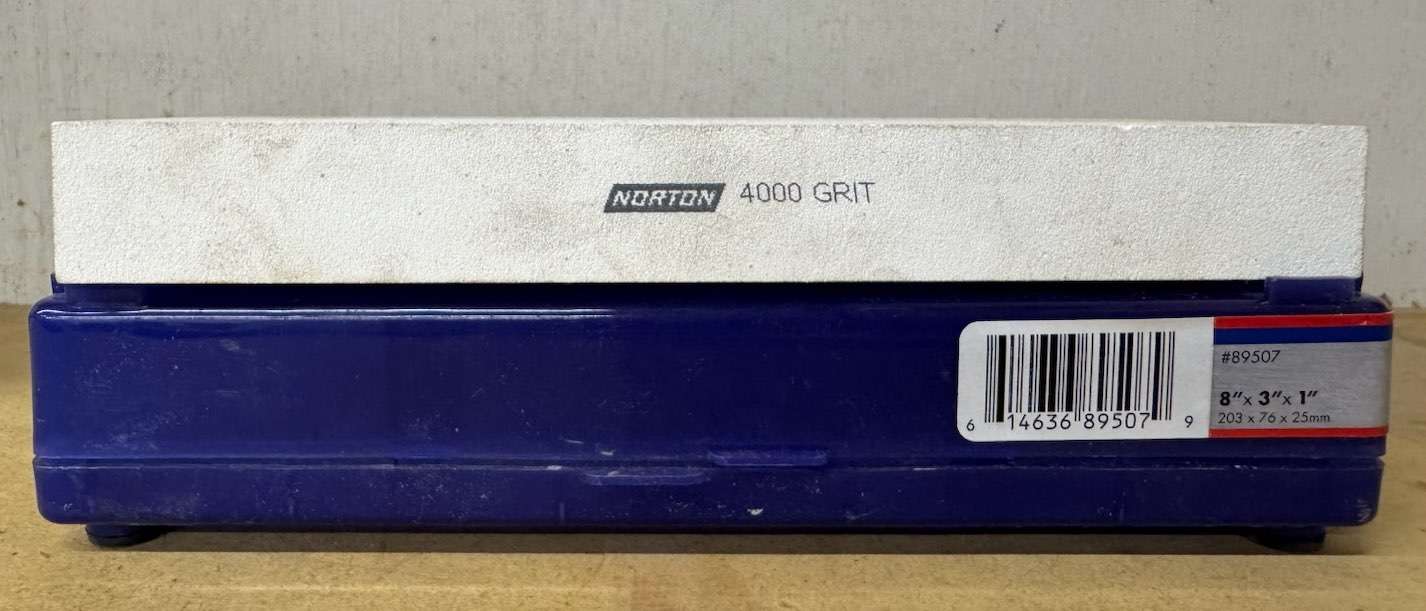 NORTON 4000 GRIT
#89507
8"x 3"x 1"
203 x 76 x 25mm
6 14636 89507 9